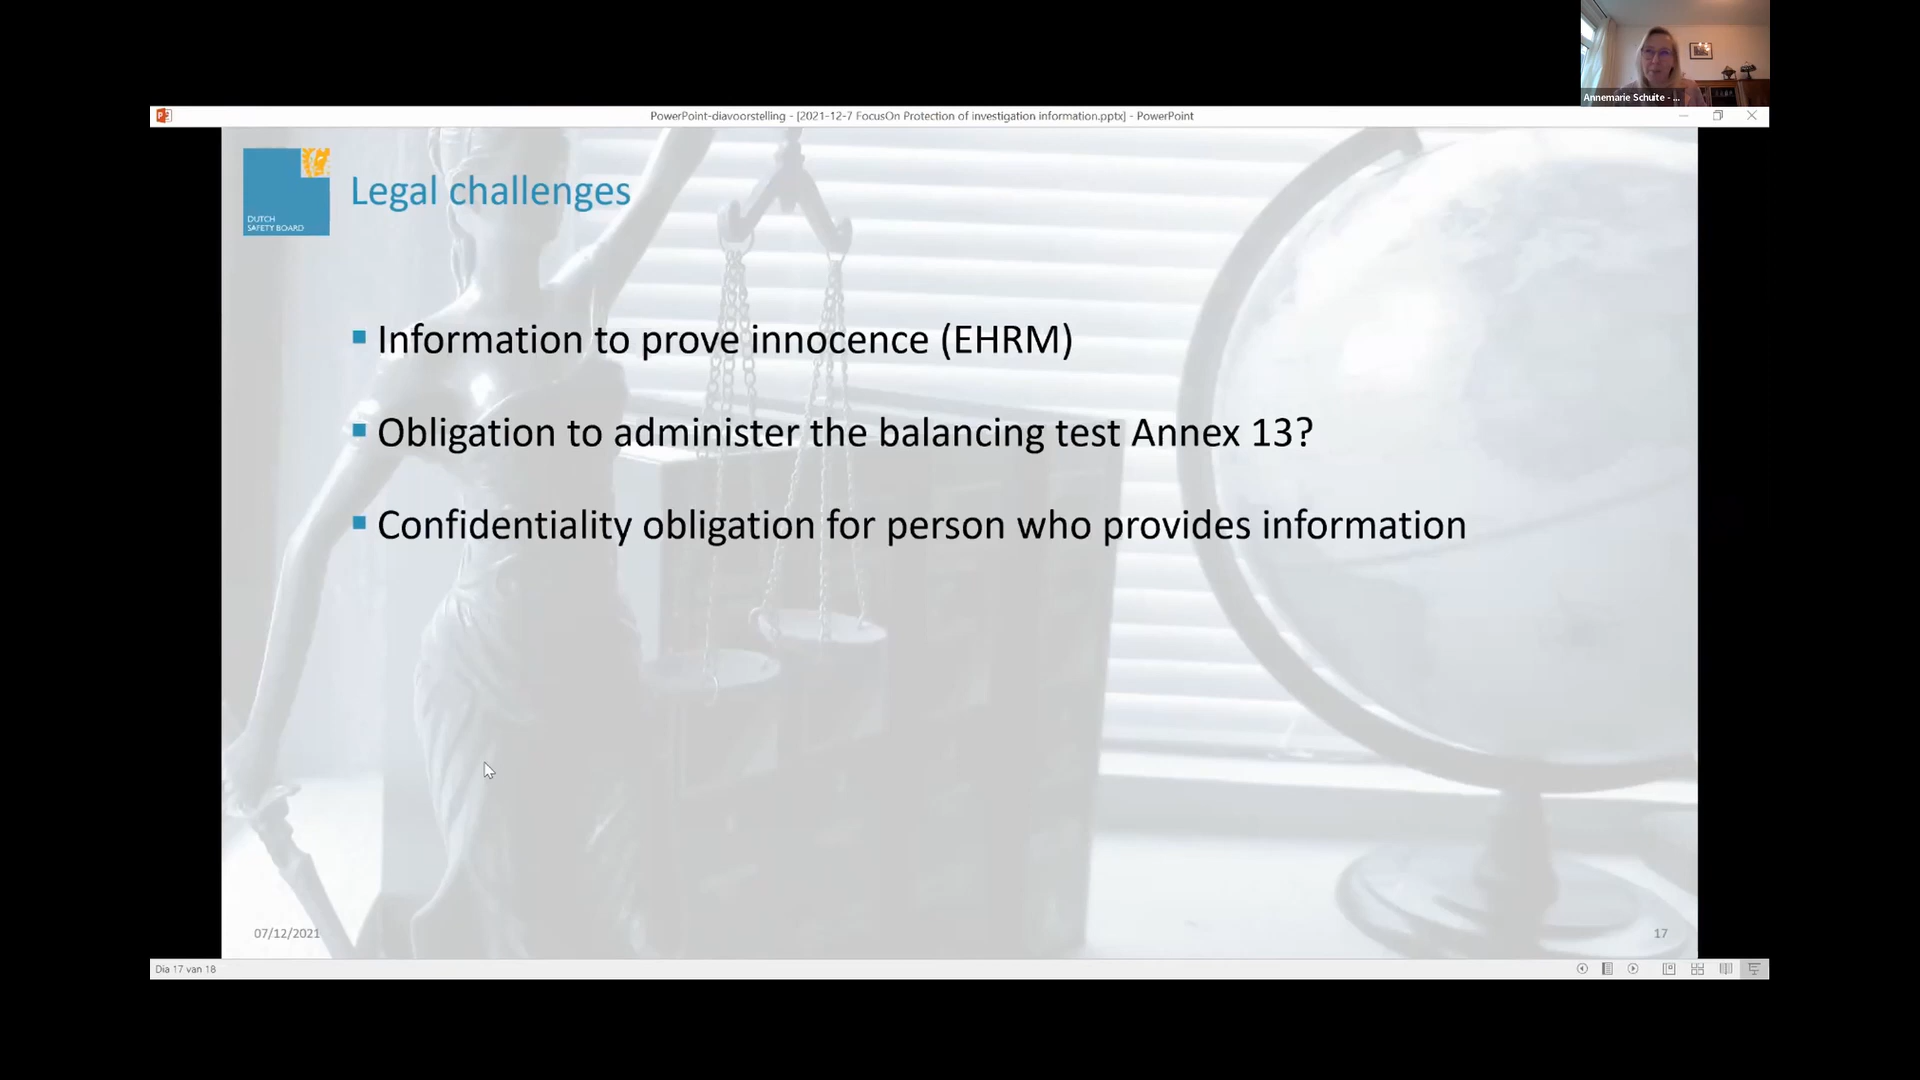 Annemarie Schuite - ...
PowerPoint-diavoorstelling - [2021-12-7 FocusOn Protection of investigation information.pptx] - PowerPoint
DUTCH
SAFETY BOARD
Legal challenges
Information to prove innocence (EHRM)
Obligation to administer the balancing test Annex 13?
Confidentiality obligation for person who provides information
07/12/2021
17
Dia 17 van 18